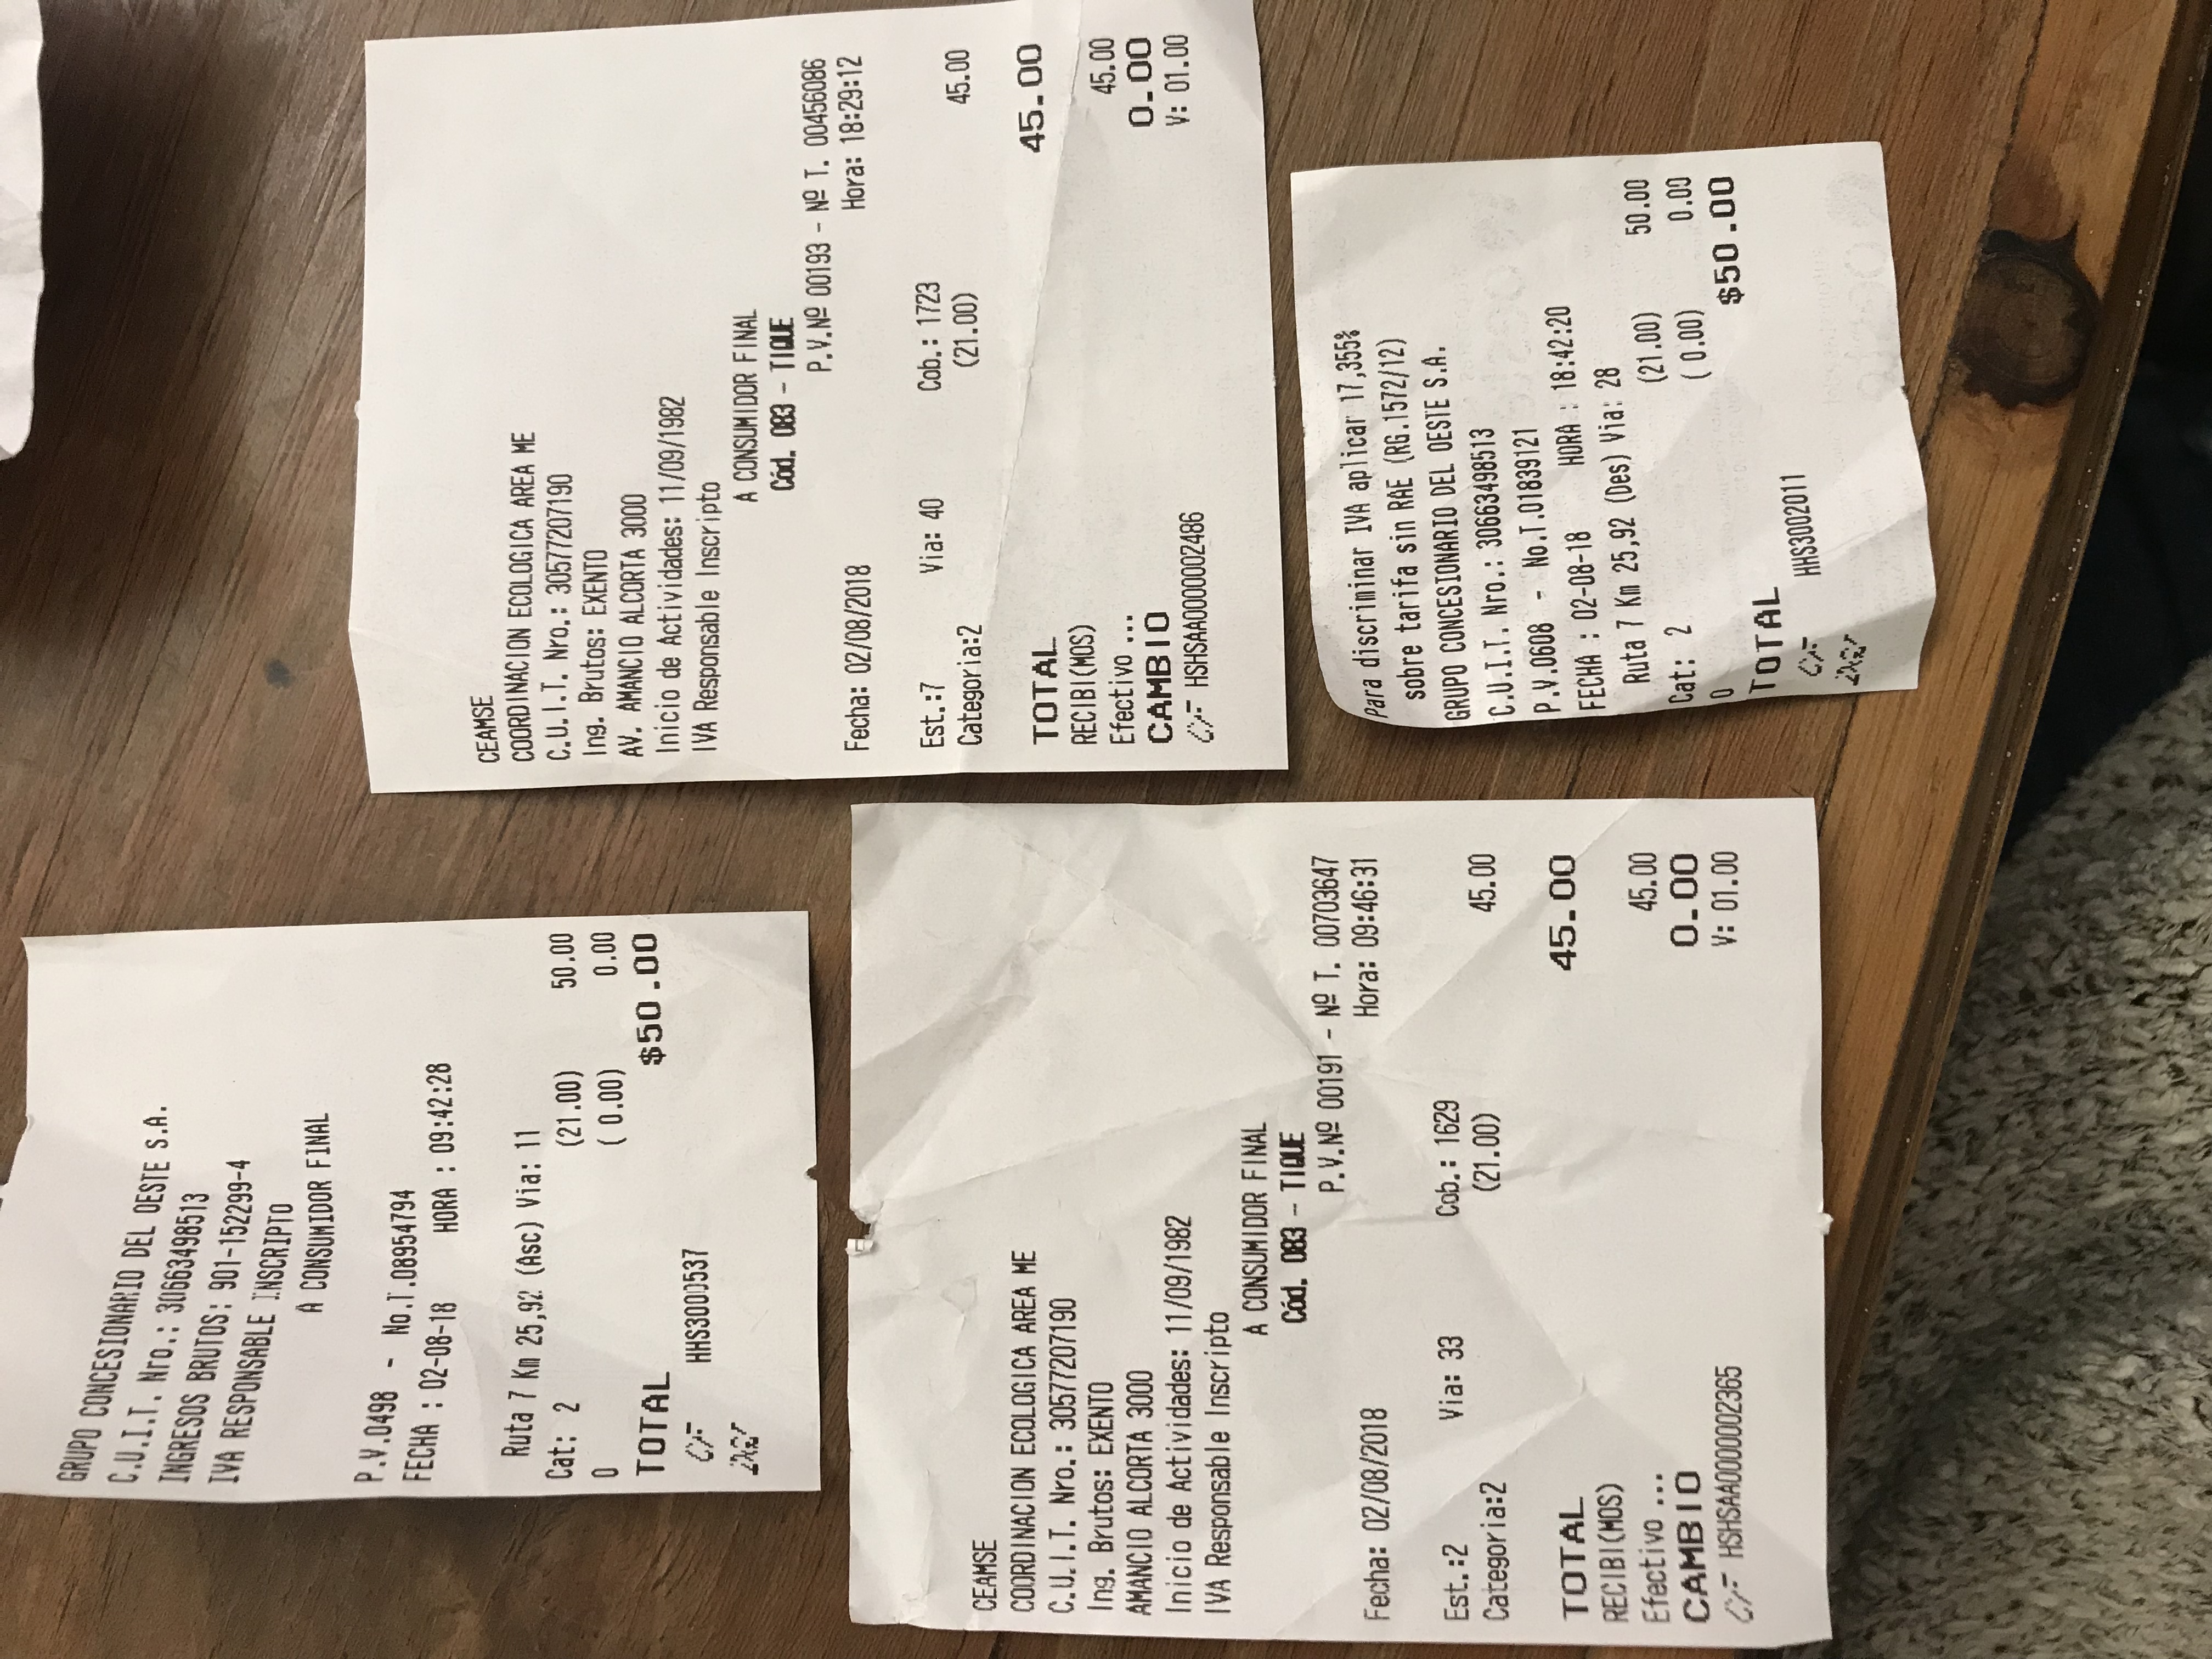 GRUPO CONCESIONARIO DEL OESTE S.A.
C.U.I.T. Nro.: 30663498513
INGRESOS BRUTOS: 901-152299-4
IVA RESPONSABLE INSCRIPTO
A CONSUMIDOR FINAL
P.V.0498 - No.T.08954794
FECHA : 02-08-18 HORA : 09:42:28
Ruta 7 Km 25,92 (Asc) Via: 11
Cat: 2 (21.00) 50.00
0 ( 0.00) 0.00
TOTAL $50.00
CF HHS3000537
CEAMSE
COORDINACION ECOLOGICA AREA ME
C.U.I.T. Nro.: 30577207190
Ing. Brutos: EXENTO
AMANCIO ALCORTA 3000
Inicio de Actividades: 11/09/1982
IVA Responsable Inscripto
A CONSUMIDOR FINAL
Cód. 083 - TIQUE
P.V.Nº 00191 - Nº T. 00703647
Fecha: 02/08/2018 Hora: 09:46:31
Est.:2 Via: 33 Cob.: 1629
Categoria:2 (21.00) 45.00
TOTAL 45.00
RECIBI(MOS)
Efectivo ... 45.00
CAMBIO 0.00
CF HSHSAA0000002365 V: 01.00
CEAMSE
COORDINACION ECOLOGICA AREA ME
C.U.I.T. Nro.: 30577207190
Ing. Brutos: EXENTO
AV. AMANCIO ALCORTA 3000
Inicio de Actividades: 11/09/1982
IVA Responsable Inscripto
A CONSUMIDOR FINAL
Cód. 083 - TIQUE
P.V.Nº 00193 - Nº T. 00456086
Fecha: 02/08/2018 Hora: 18:29:12
Est.:7 Via: 40 Cob.: 1723
Categoria:2 (21.00) 45.00
TOTAL 45.00
RECIBI(MOS)
Efectivo ... 45.00
CAMBIO 0.00
CF HSHSAA0000002486 V: 01.00
Para discriminar IVA aplicar 17,355%
sobre tarifa sin RAE (RG.1572/12)
GRUPO CONCESIONARIO DEL OESTE S.A.
C.U.I.T. Nro.: 30663498513
P.V.0608 - No.T.01839121
FECHA : 02-08-18 HORA : 18:42:20
Ruta 7 Km 25,92 (Des) Via: 28
Cat: 2 (21.00) 50.00
0 ( 0.00) 0.00
TOTAL $50.00
CF HHS3002011